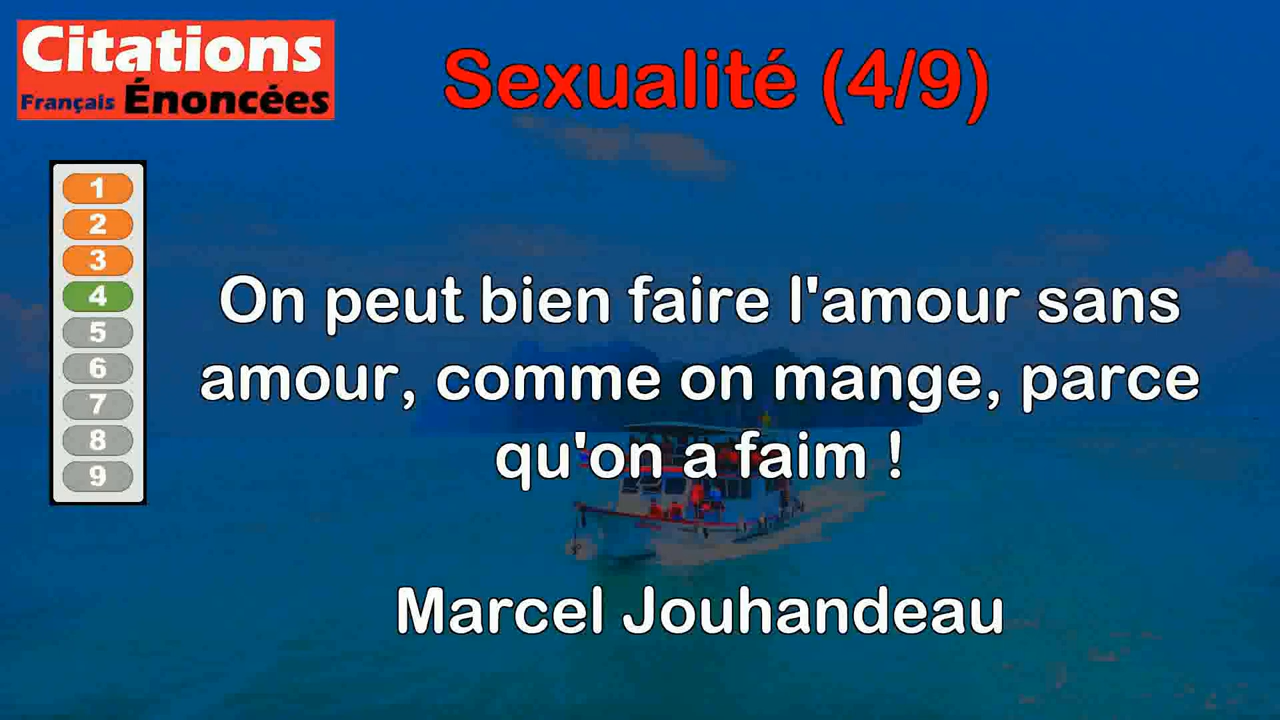 Citations
Français Énoncées
Sexualité (4/9)
1
2
3
4
5
6
7
8
9
On peut bien faire l'amour sans
amour, comme on mange, parce
qu'on a faim !
Marcel Jouhandeau